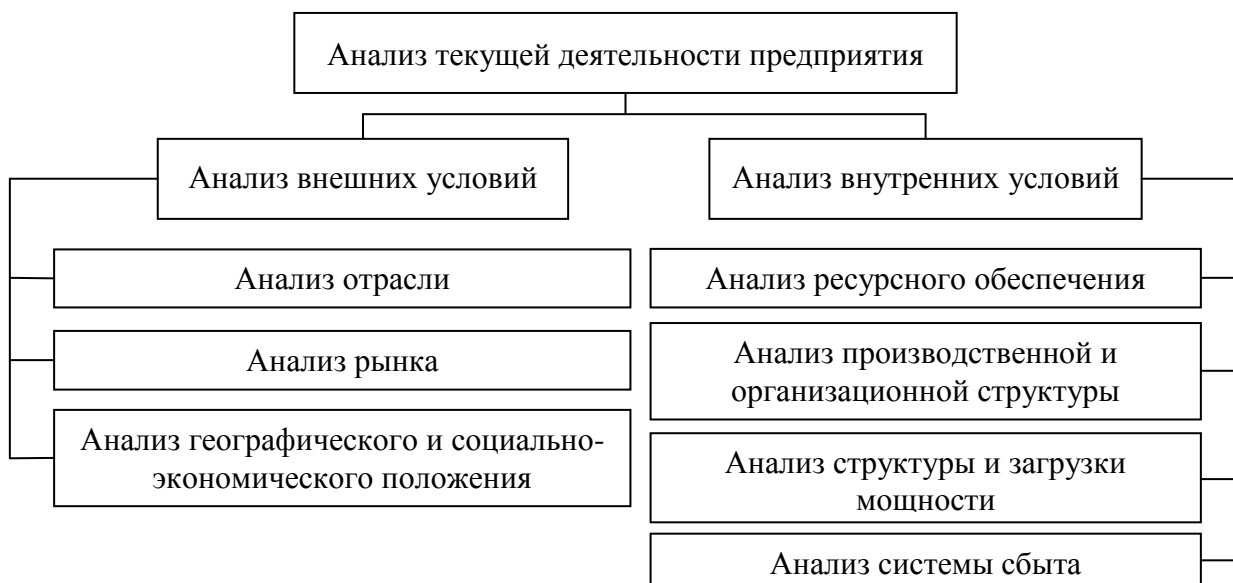 Анализ текущей деятельности предприятия
Анализ внешних условий
Анализ внутренних условий
Анализ отрасли
Анализ рынка
Анализ географического и социально-
экономического положения
Анализ ресурсного обеспечения
Анализ производственной и
организационной структуры
Анализ структуры и загрузки
мощности
Анализ системы сбыта